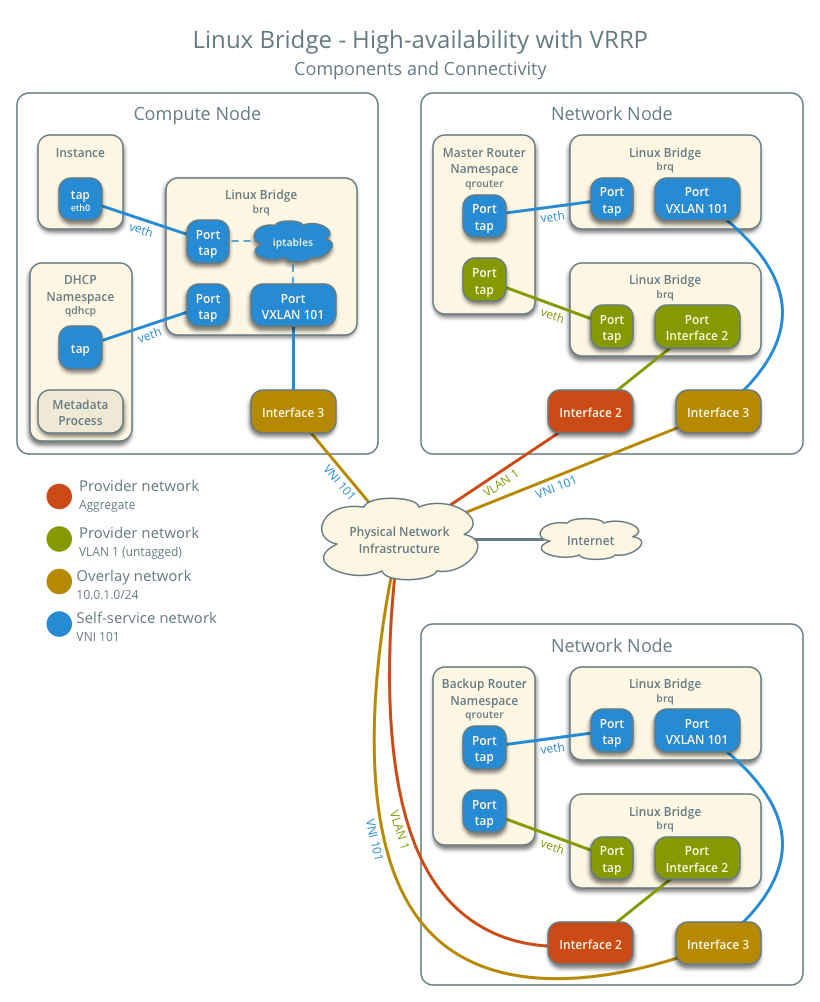 Linux Bridge - High-availability with VRRP
Components and Connectivity
Compute Node
Instance
tap
eth0
veth
Linux Bridge
brq
Port
tap
iptables
DHCP
Namespace
qdhcp
tap
veth
Port
tap
Port
VXLAN 101
Metadata
Process
Interface 3
VNI 101
Network Node
Master Router
Namespace
qrouter
Port
tap
veth
Linux Bridge
brq
Port
tap
Port
VXLAN 101
Port
tap
veth
Linux Bridge
brq
Port
tap
Port
Interface 2
Interface 2
Interface 3
VLAN 1
VNI 101
Provider network
Aggregate
Provider network
VLAN 1 (untagged)
Overlay network
10.0.1.0/24
Self-service network
VNI 101
Physical Network
Infrastructure
Internet
Network Node
Backup Router
Namespace
qrouter
Port
tap
veth
Linux Bridge
brq
Port
tap
Port
VXLAN 101
Port
tap
veth
Linux Bridge
brq
Port
tap
Port
Interface 2
VNI 101
VLAN 1
Interface 2
Interface 3